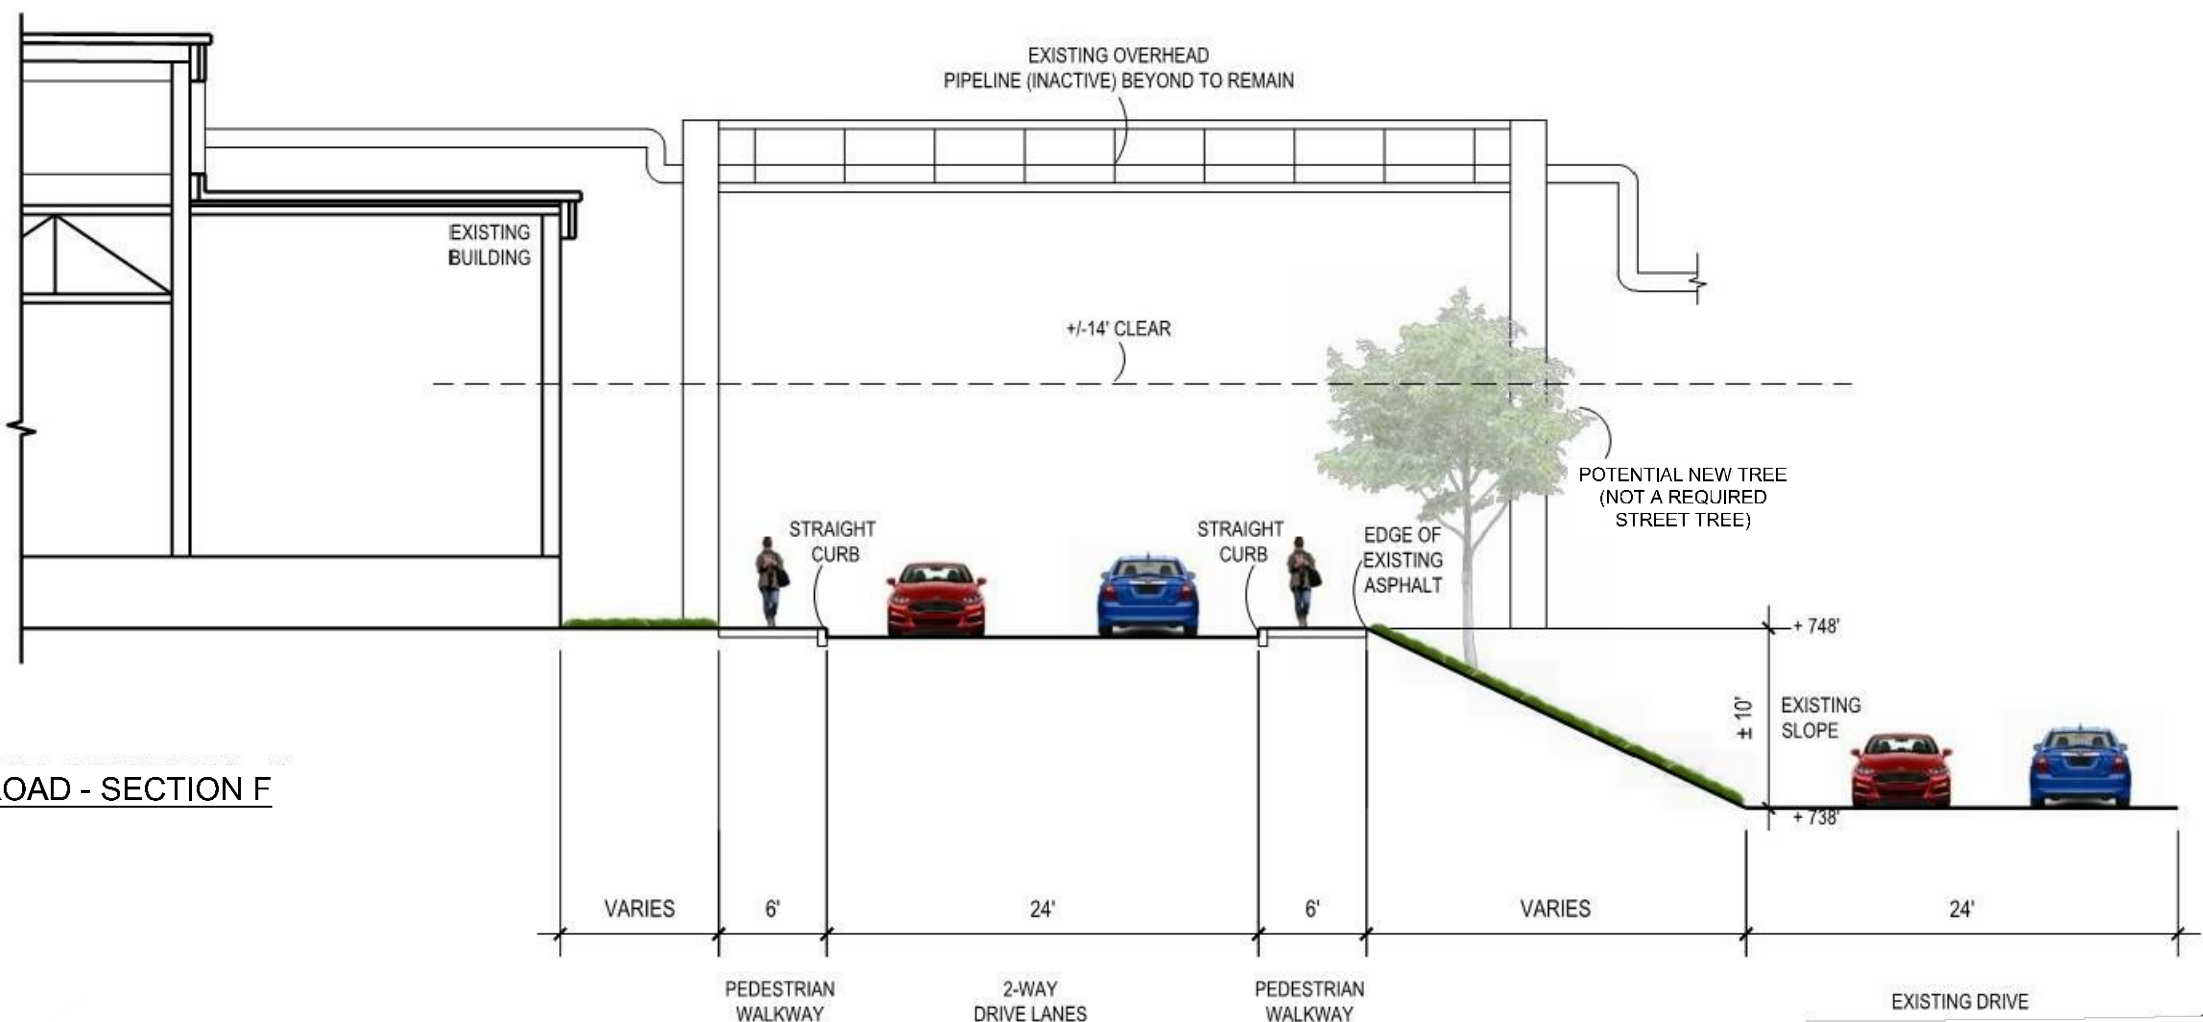 EXISTING OVERHEAD
PIPELINE (INACTIVE) BEYOND TO REMAIN
EXISTING
BUILDING
+/-14' CLEAR
POTENTIAL NEW TREE
(NOT A REQUIRED
STREET TREE)
STRAIGHT
CURB
STRAIGHT
CURB
EDGE OF
EXISTING
ASPHALT
+ 748'
± 10'
EXISTING
SLOPE
+ 738'
OAD - SECTION F
VARIES
6'
24'
6'
VARIES
24'
PEDESTRIAN
WALKWAY
2-WAY
DRIVE LANES
PEDESTRIAN
WALKWAY
EXISTING DRIVE